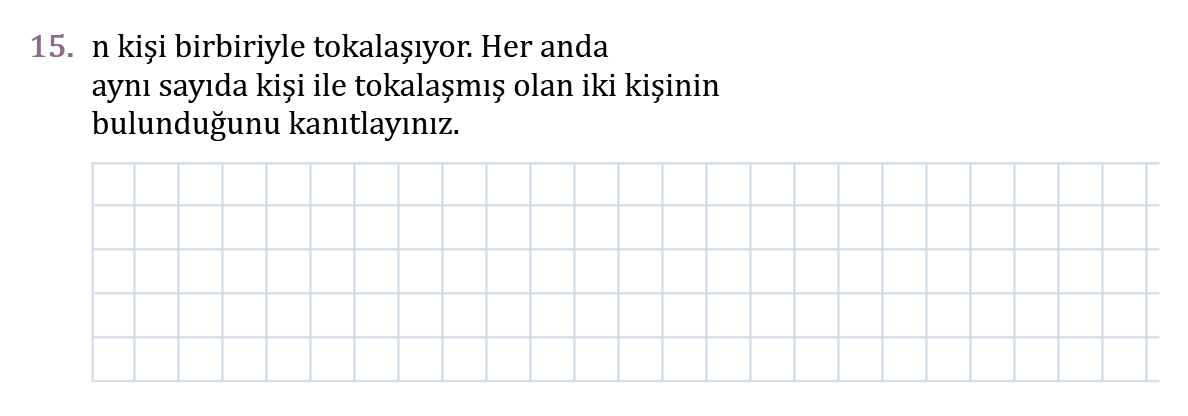 15. n kişi birbiriyle tokalaşıyor. Her anda
aynı sayıda kişi ile tokalaşmış olan iki kişinin
bulunduğunu kanıtlayınız.